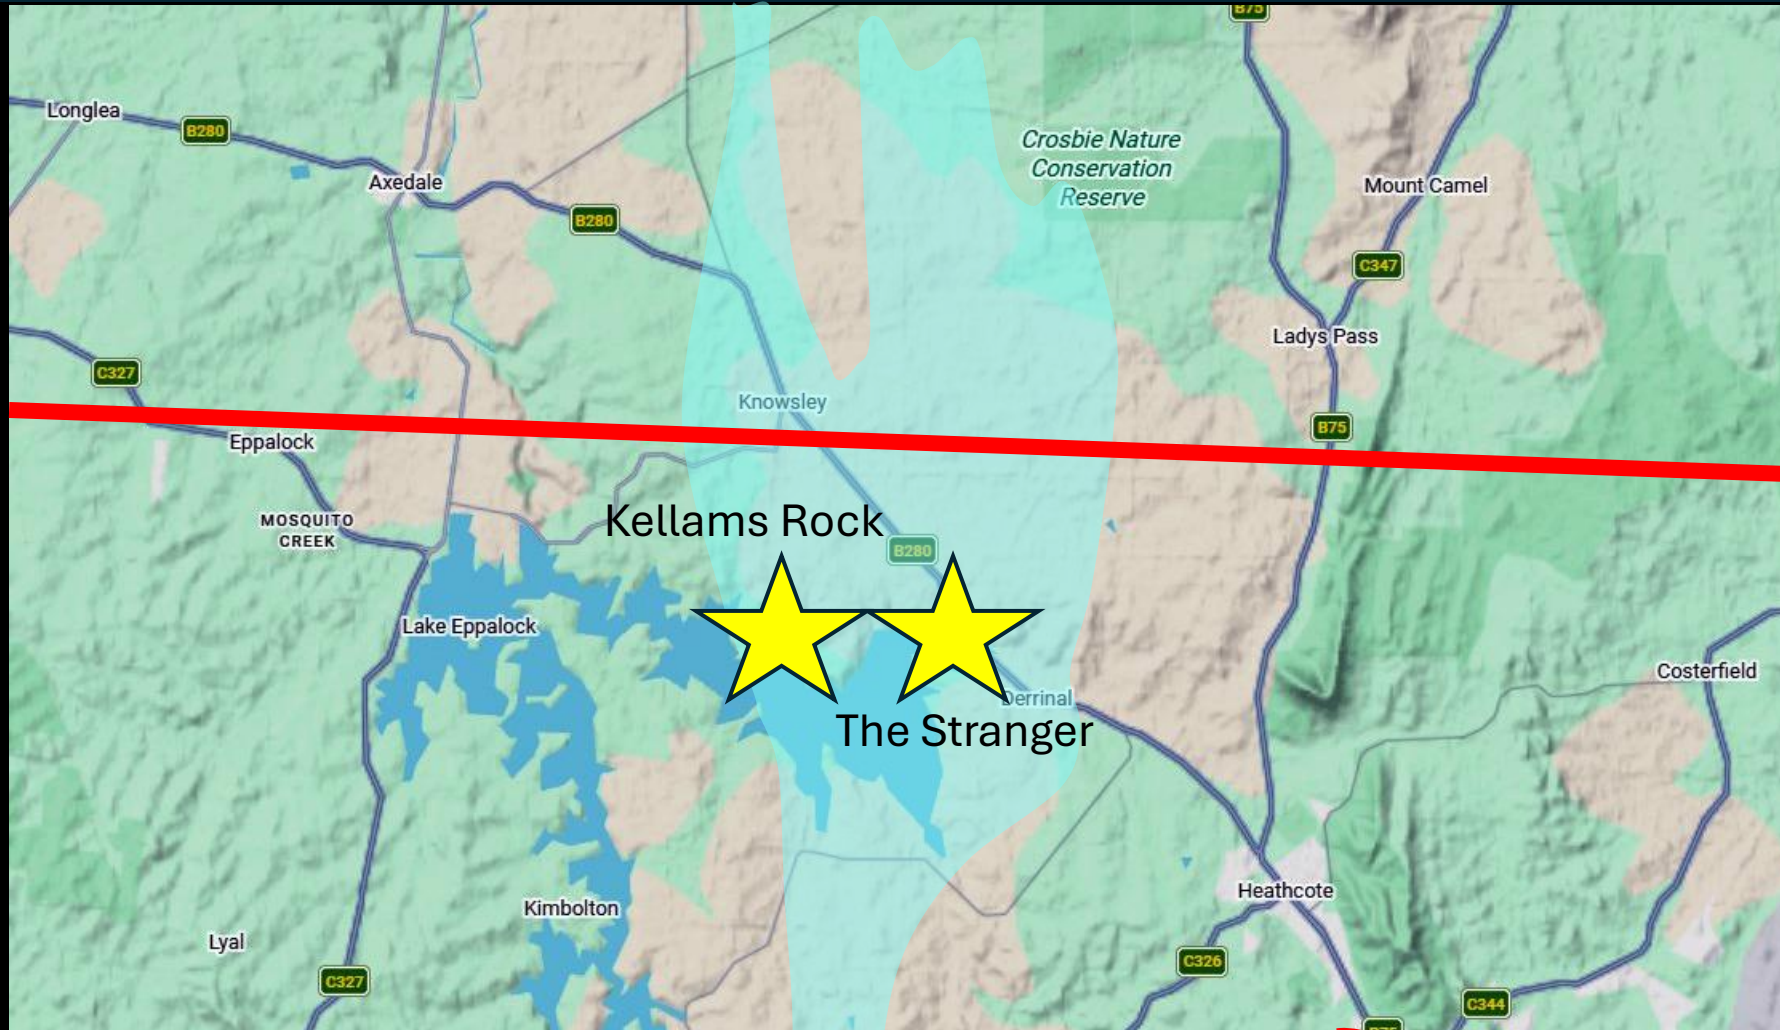 B75
Longlea
B280
Crosbie Nature
Conservation
Reserve
Axedale
Mount Camel
B280
C347
Ladys Pass
C327
Knowsley
B75
Eppalock
MOSQUITO
CREEK
Kellams Rock
B280
Lake Eppalock
Costerfield
Derrinal
The Stranger
Heathcote
Kimbolton
Lyal
C326
C327
C344
B75